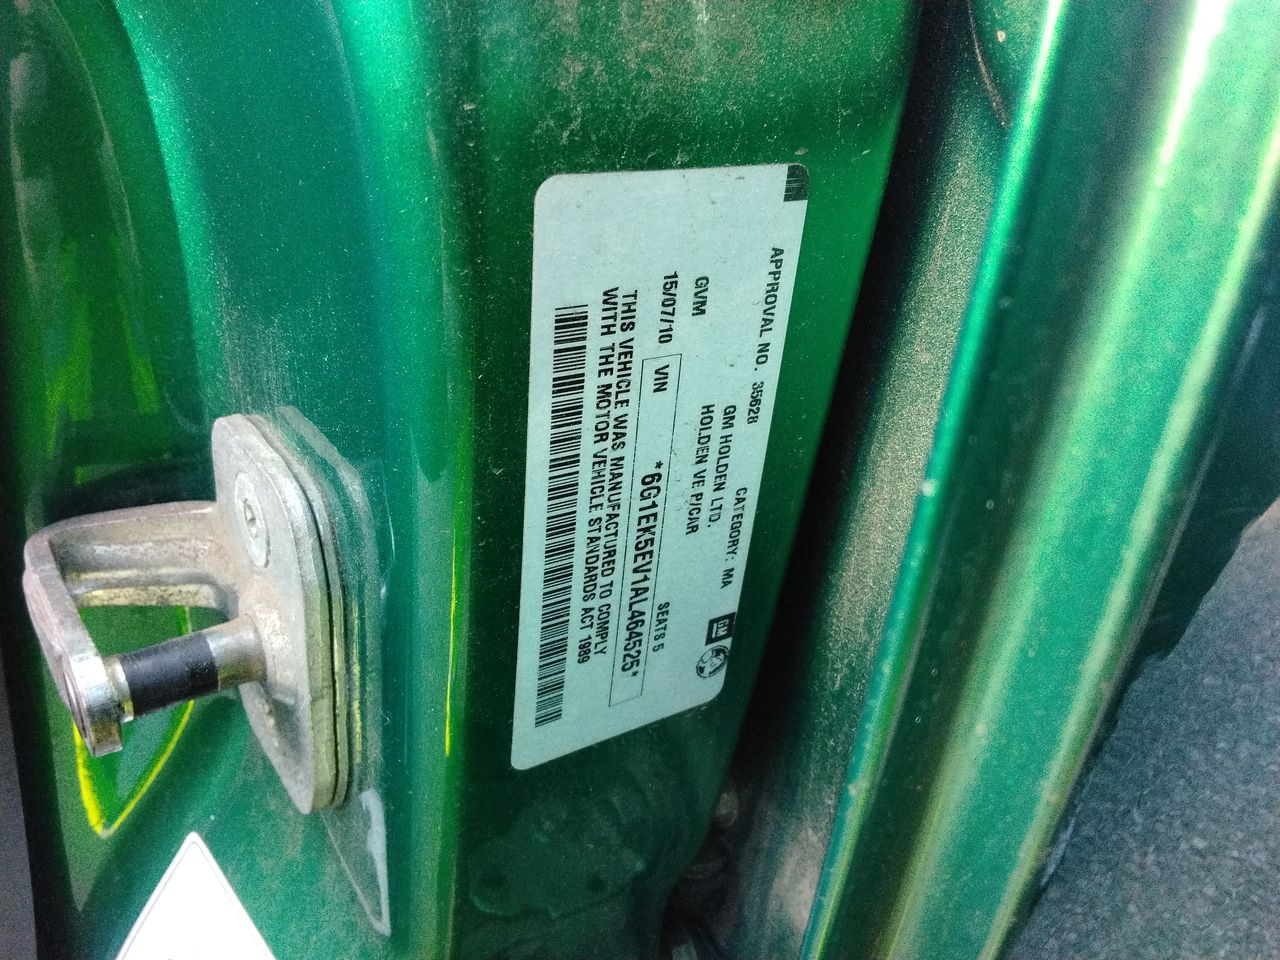 APPROVAL NO. 35628 CATEGORY: MA
GM HOLDEN LTD. GM
GVM HOLDEN VE P/CAR
15/07/10 SEATS 5
VIN *6G1EK5EV1AL464525*
THIS VEHICLE WAS MANUFACTURED TO COMPLY
WITH THE MOTOR VEHICLE STANDARDS ACT 1989